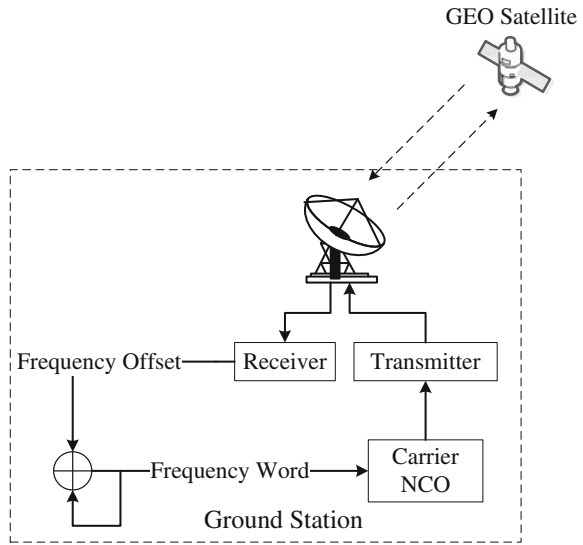 GEO Satellite
Frequency Offset
Receiver
Transmitter
Frequency Word
Carrier
NCO
Ground Station